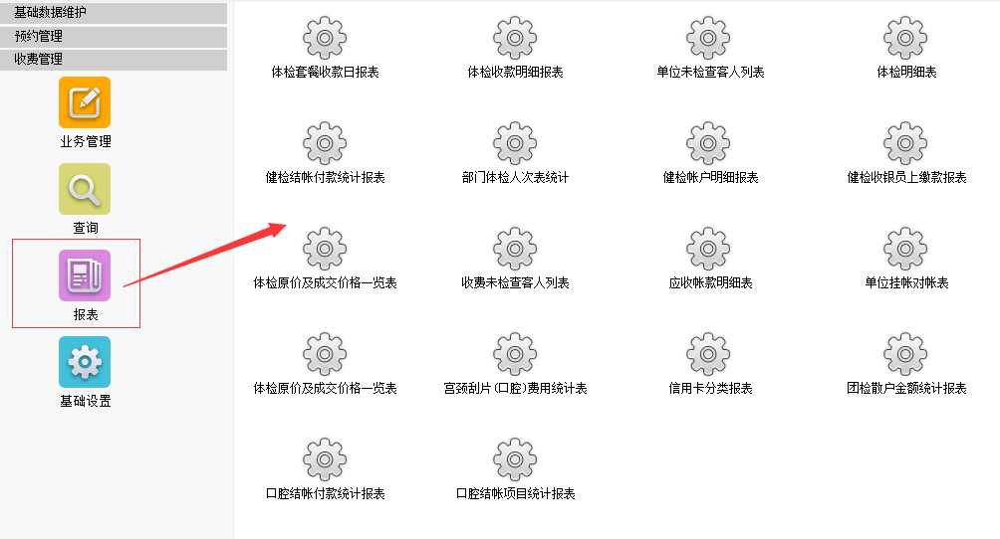 基础数据维护
预约管理
收费管理
业务管理
查询
报表
基础设置
体检套餐收款日报表
体检收款明细报表
单位未检查客人列表
体检明细表
健检结帐付款统计报表
部门体检人次表统计
健检帐户明细报表
健检收银员上缴款报表
体检原价及成交价格一览表
收费未检查客人列表
应收帐款明细表
单位挂帐对帐表
体检原价及成交价格一览表
宫颈刮片(口腔)费用统计表
信用卡分类报表
团检散户金额统计报表
口腔结帐付款统计报表
口腔结帐项目统计报表